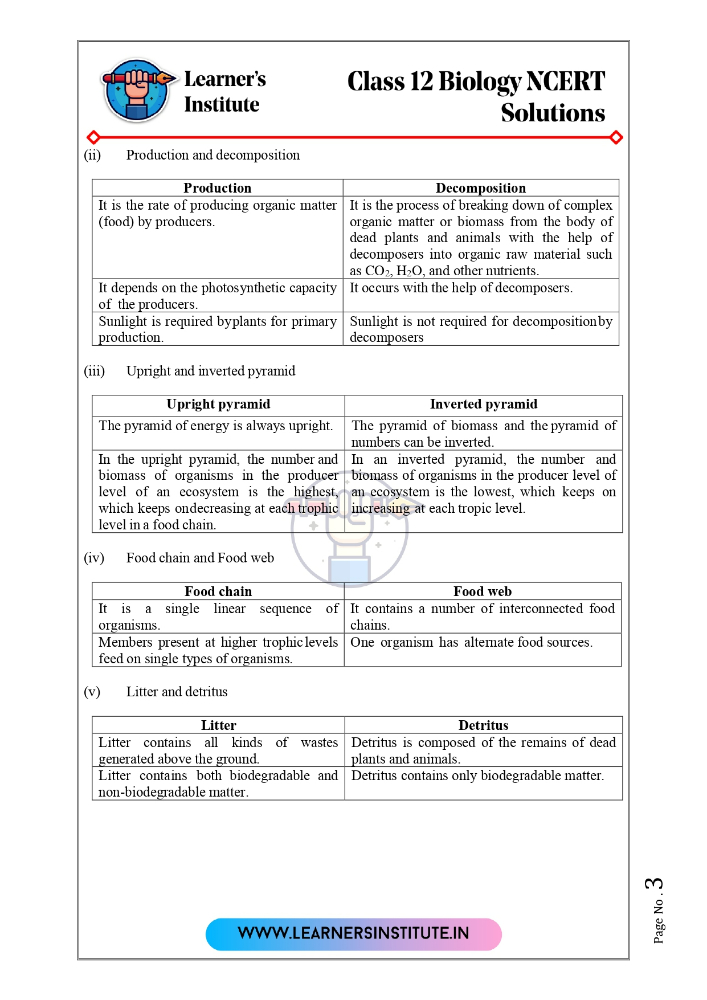 Learner's
Institute
Class 12 Biology NCERT
Solutions
(ii) Production and decomposition
Production Decomposition
It is the rate of producing organic matter
(food) by producers.
It is the process of breaking down of complex
organic matter or biomass from the body of
dead plants and animals with the help of
decomposers into organic raw material such
as CO₂, H₂O, and other nutrients.
It depends on the photosynthetic capacity
of the producers.
It occurs with the help of decomposers.
Sunlight is required byplants for primary
production.
Sunlight is not required for decompositionby
decomposers
(iii) Upright and inverted pyramid
Upright pyramid Inverted pyramid
The pyramid of energy is always upright.
The pyramid of biomass and the pyramid of
numbers can be inverted.
In the upright pyramid, the number and
biomass of organisms in the producer
level of an ecosystem is the highest,
which keeps ondecreasing at each trophic
level in a food chain.
In an inverted pyramid, the number and
biomass of organisms in the producer level of
an ecosystem is the lowest, which keeps on
increasing at each tropic level.
(iv) Food chain and Food web
Food chain Food web
It is a single linear sequence of
organisms.
It contains a number of interconnected food
chains.
Members present at higher trophic levels
feed on single types of organisms.
One organism has alternate food sources.
(v) Litter and detritus
Litter Detritus
Litter contains all kinds of wastes
generated above the ground.
Detritus is composed of the remains of dead
plants and animals.
Litter contains both biodegradable and
non-biodegradable matter.
Detritus contains only biodegradable matter.
WWW.LEARNERSINSTITUTE.IN
Page No . 3